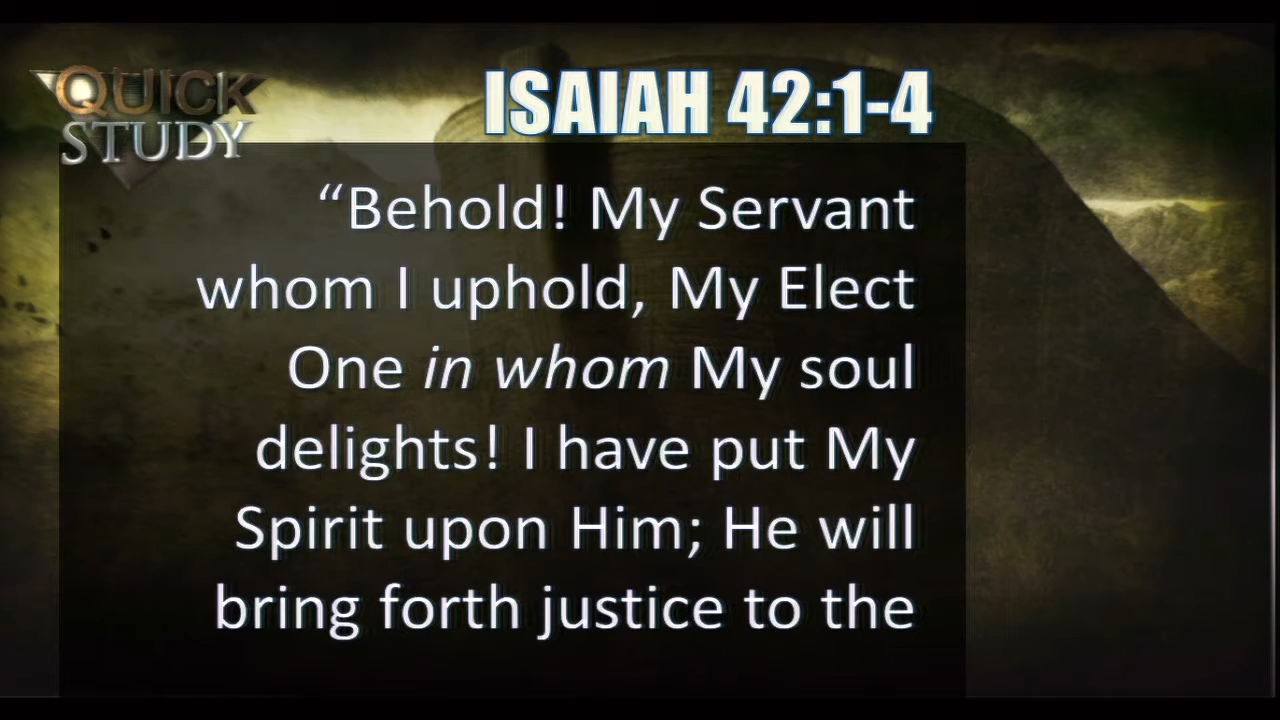 QUICK
STUDY
ISAIAH 42:1-4
“Behold! My Servant
whom I uphold, My Elect
One in whom My soul
delights! I have put My
Spirit upon Him; He will
bring forth justice to the